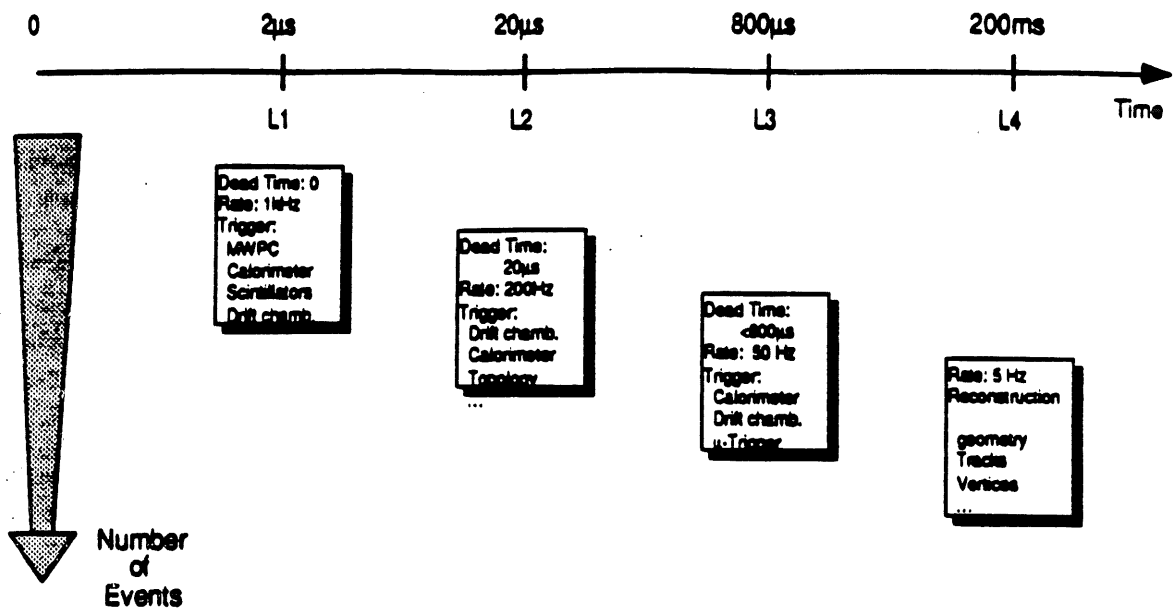 0 2µs 20µs 800µs 200ms
L1 L2 L3 L4 Time
Dead Time: 0
Rate: 1kHz
Trigger:
MWPC
Calorimeter
Scintillators
Drift chamb.
Dead Time:
20µs
Rate: 200Hz
Trigger:
Drift chamb.
Calorimeter
Topology
...
Dead Time:
<800µs
Rate: 50 Hz
Trigger:
Calorimeter
Drift chamb.
µ-Trigger
Rate: 5 Hz
Reconstruction
geometry
Tracks
Vertices
...
Number
of
Events